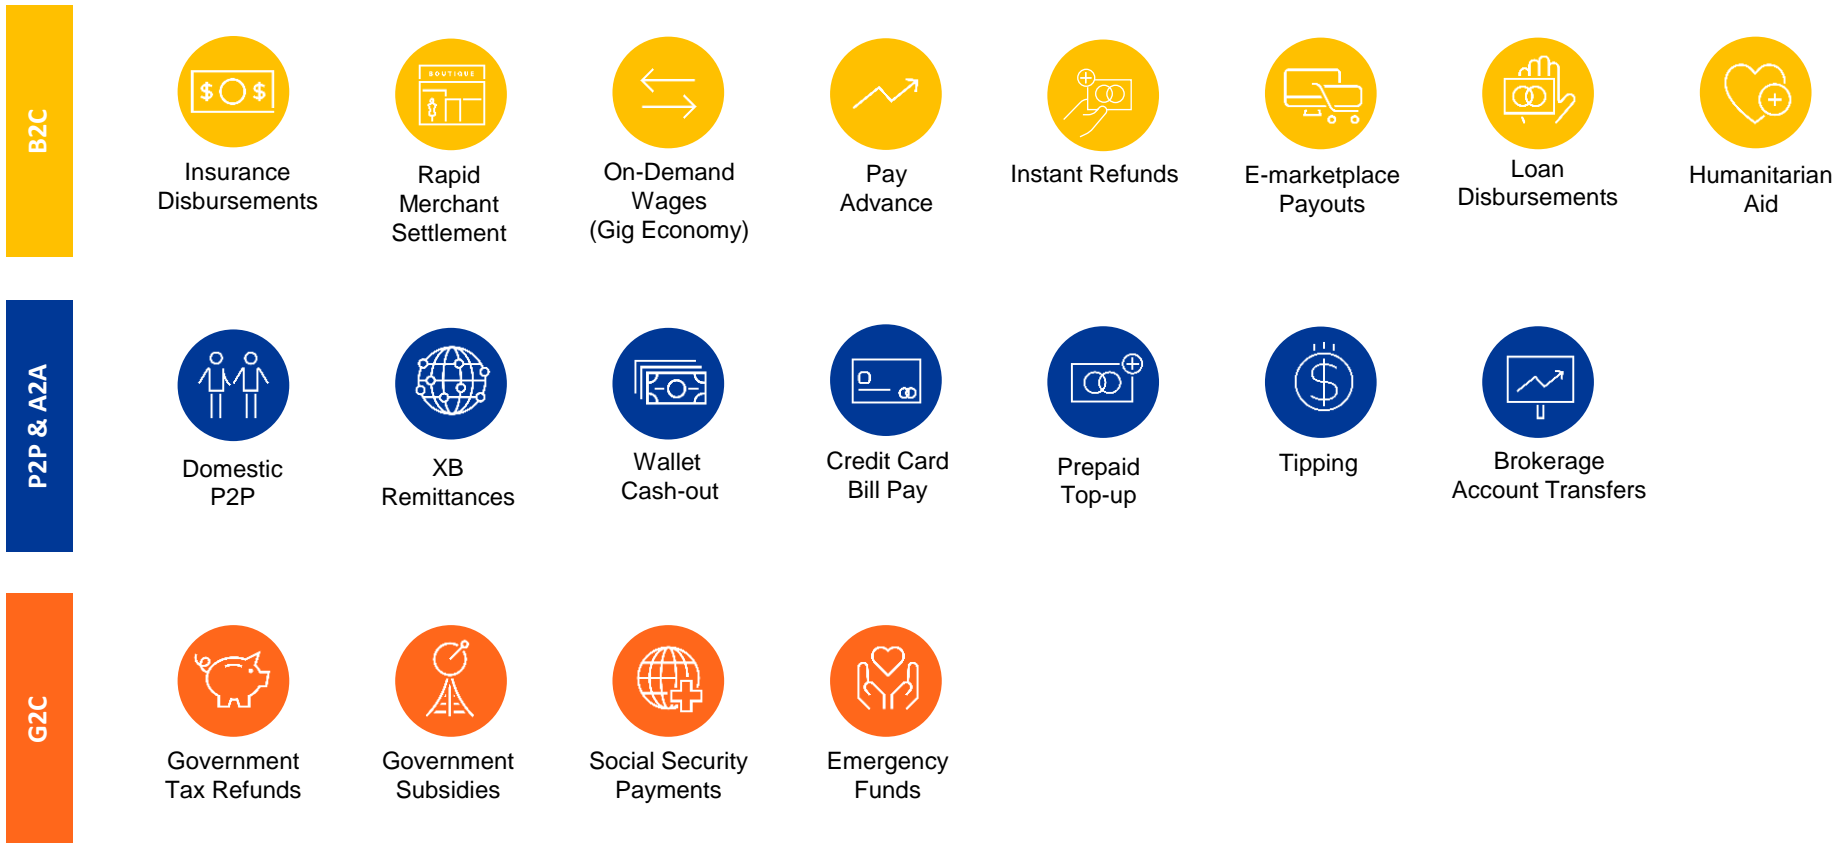 B2C
$ $
BOUTIQUE
Insurance
Disbursements
Rapid
Merchant
Settlement
On-Demand
Wages
(Gig Economy)
Pay
Advance
Instant Refunds
E-marketplace
Payouts
Loan
Disbursements
Humanitarian
Aid
P2P & A2A
$
Domestic
P2P
XB
Remittances
Wallet
Cash-out
Credit Card
Bill Pay
Prepaid
Top-up
Tipping
Brokerage
Account Transfers
G2C
Government
Tax Refunds
Government
Subsidies
Social Security
Payments
Emergency
Funds